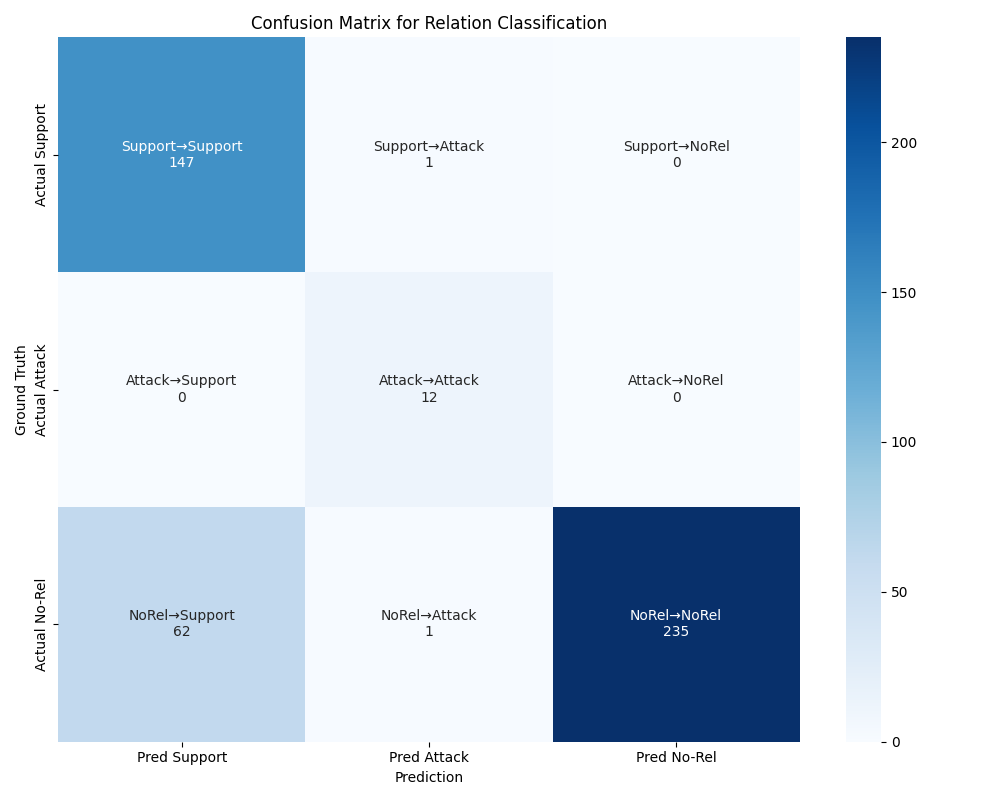 Confusion Matrix for Relation Classification
Ground Truth
Actual Support
Support→Support
147
Support→Attack
1
Support→NoRel
0
Actual Attack
Attack→Support
0
Attack→Attack
12
Attack→NoRel
0
Actual No-Rel
NoRel→Support
62
NoRel→Attack
1
NoRel→NoRel
235
Pred Support
Pred Attack
Pred No-Rel
Prediction
200
150
100
50
0